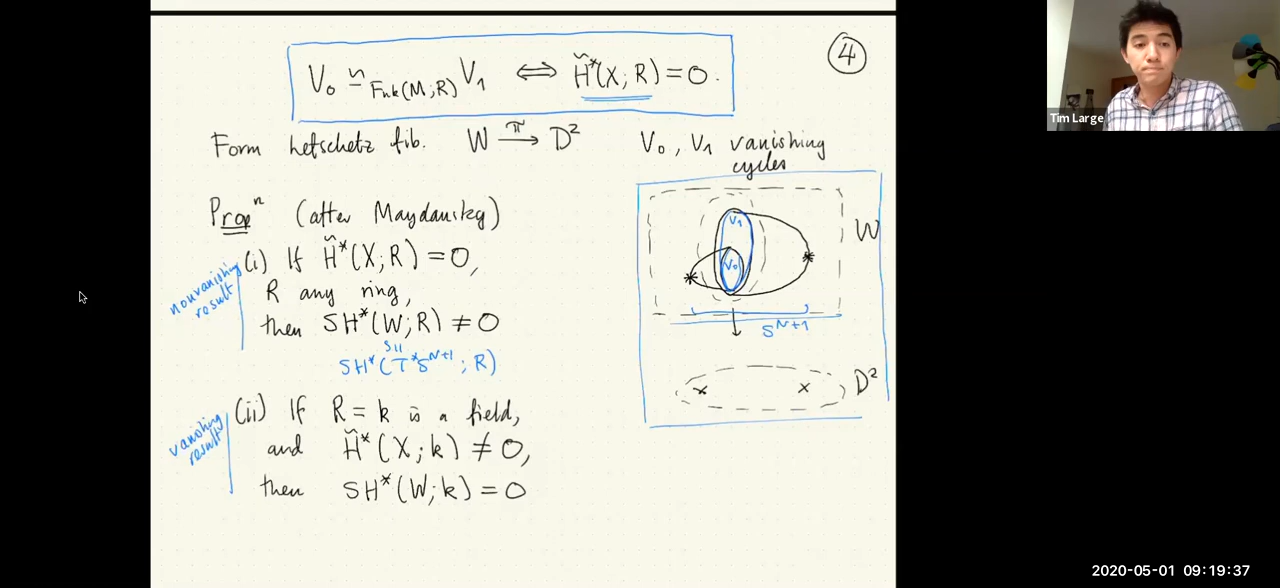 ④
V₀ ≃ Fuk(M;R) V₁ ⟺ H̃*(X;R) = 0.
Form Lefschetz fib. W →π D² V₀, V₁ vanishing
cycles
Propⁿ (after Maydanskiy)
(i) If H̃*(X;R) = 0,
R any ring,
then SH*(W;R) ≠ 0
SH*(T*S^{N+1};R)
nonvanishing
result
(ii) If R = k is a field,
and H̃*(X;k) ≠ 0,
then SH*(W;k) = 0
vanishing
result
V₁
V₀
W
S^{N+1}
D²
Tim Large
2020-05-01 09:19:37